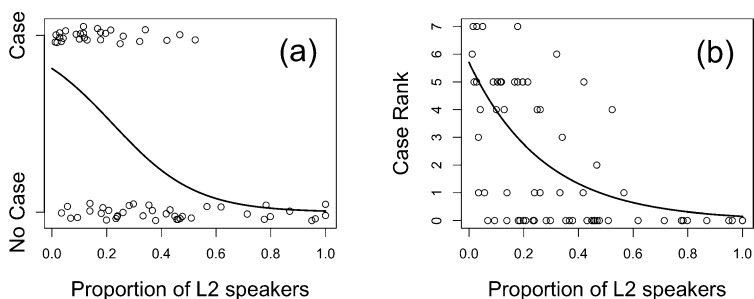 (a)
Case
No Case
0.0 0.2 0.4 0.6 0.8 1.0
Proportion of L2 speakers
(b)
Case Rank
7
6
5
4
3
2
1
0
0.0 0.2 0.4 0.6 0.8 1.0
Proportion of L2 speakers